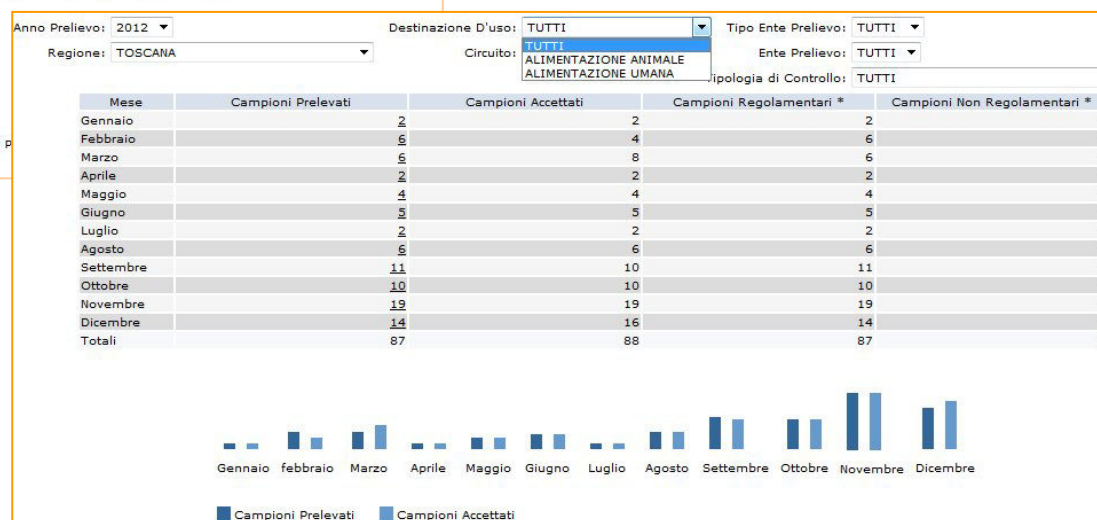 Anno Prelievo: 2012 Destinazione D'uso: TUTTI Tipo Ente Prelievo: TUTTI
TUTTI
Regione: TOSCANA Circuito: ALIMENTAZIONE ANIMALE Ente Prelievo: TUTTI
ALIMENTAZIONE UMANA
Tipologia di Controllo: TUTTI
Mese Campioni Prelevati Campioni Accettati Campioni Regolamentari * Campioni Non Regolamentari *
Gennaio 2 2 2
Febbraio 6 4 6
P
Marzo 6 8 6
Aprile 2 2 2
Maggio 4 4 4
Giugno 5 5 5
Luglio 2 2 2
Agosto 6 6 6
Settembre 11 10 11
Ottobre 10 10 10
Novembre 19 19 19
Dicembre 14 16 14
Totali 87 88 87
Gennaio febbraio Marzo Aprile Maggio Giugno Luglio Agosto Settembre Ottobre Novembre Dicembre
Campioni Prelevati Campioni Accettati